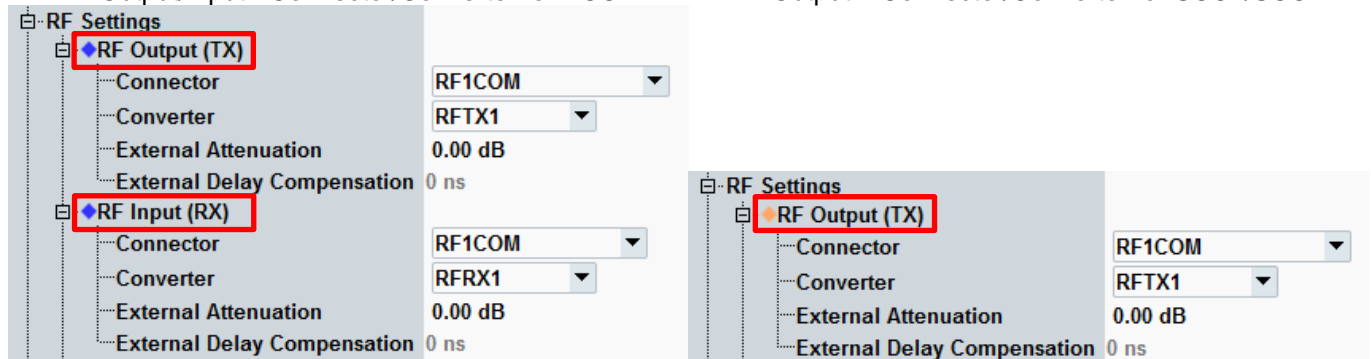 RF Settings
RF Output (TX)
Connector RF1COM
Converter RFTX1
External Attenuation 0.00 dB
External Delay Compensation 0 ns
RF Input (RX)
Connector RF1COM
Converter RFRX1
External Attenuation 0.00 dB
External Delay Compensation 0 ns
RF Settings
RF Output (TX)
Connector RF1COM
Converter RFTX1
External Attenuation 0.00 dB
External Delay Compensation 0 ns